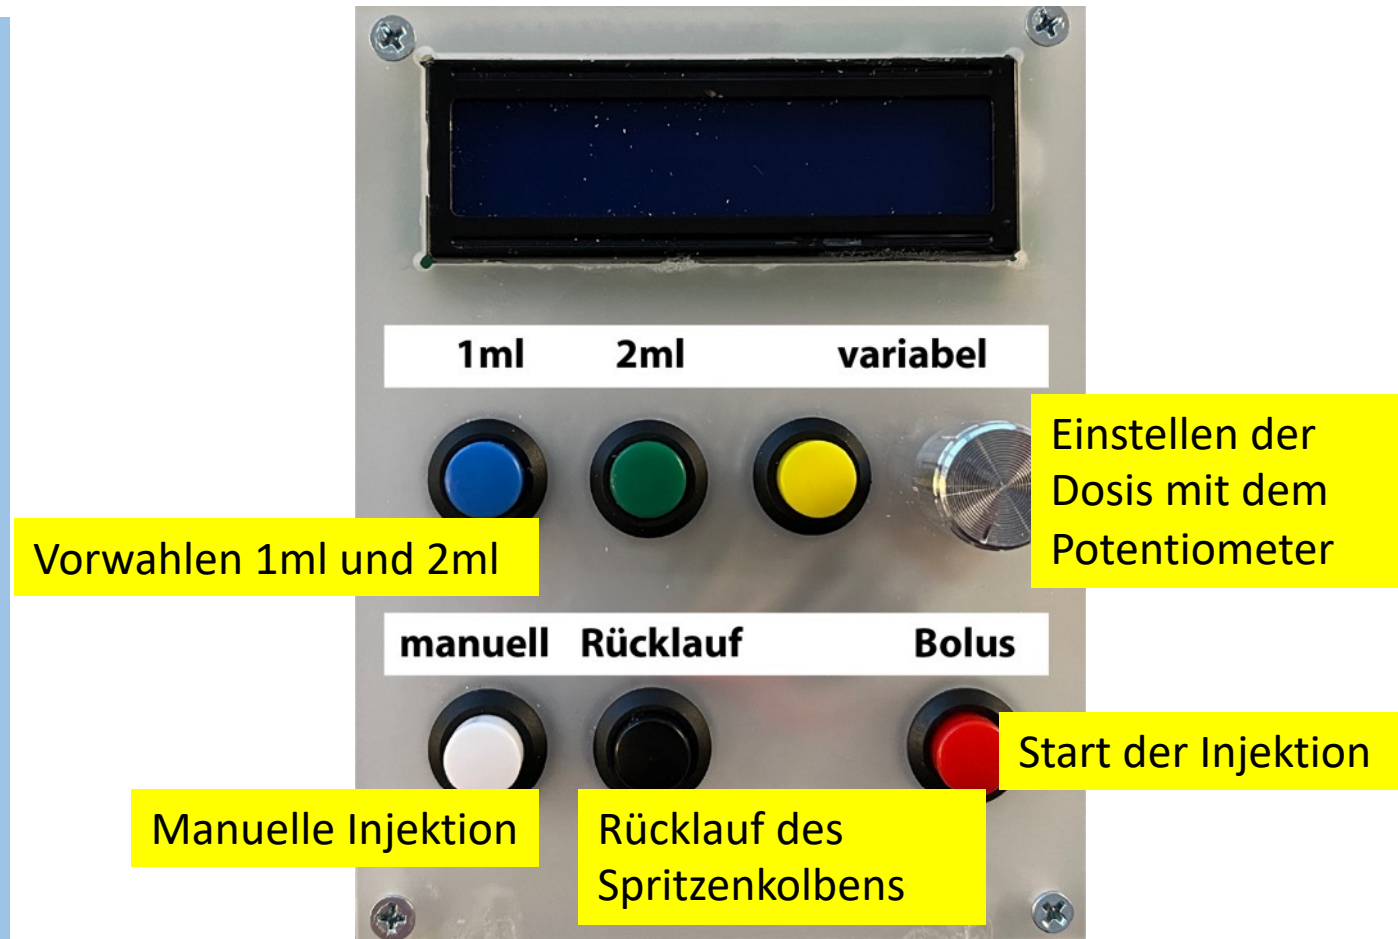 1ml 2ml variabel
Einstellen der
Dosis mit dem
Potentiometer
Vorwahlen 1ml und 2ml
manuell Rücklauf Bolus
Start der Injektion
Manuelle Injektion
Rücklauf des
Spritzenkolbens